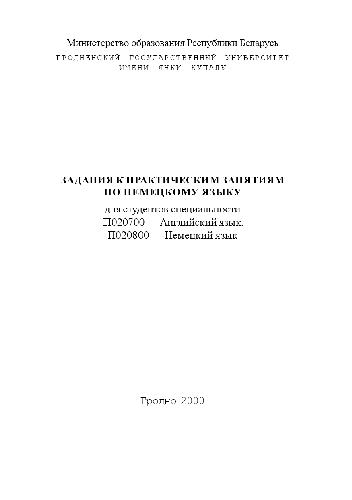 Министерство образования Республики Беларусь
ГРОДНЕНСКИЙ ГОСУДАРСТВЕННЫЙ УНИВЕРСИТЕТ
ИМЕНИ ЯНКИ КУПАЛЫ
ЗАДАНИЯ К ПРАКТИЧЕСКИМ ЗАНЯТИЯМ
ПО НЕМЕЦКОМУ ЯЗЫКУ
для студентов специальности
П020700 Английский язык.
П020800 Немецкий язык
Гродно 2000